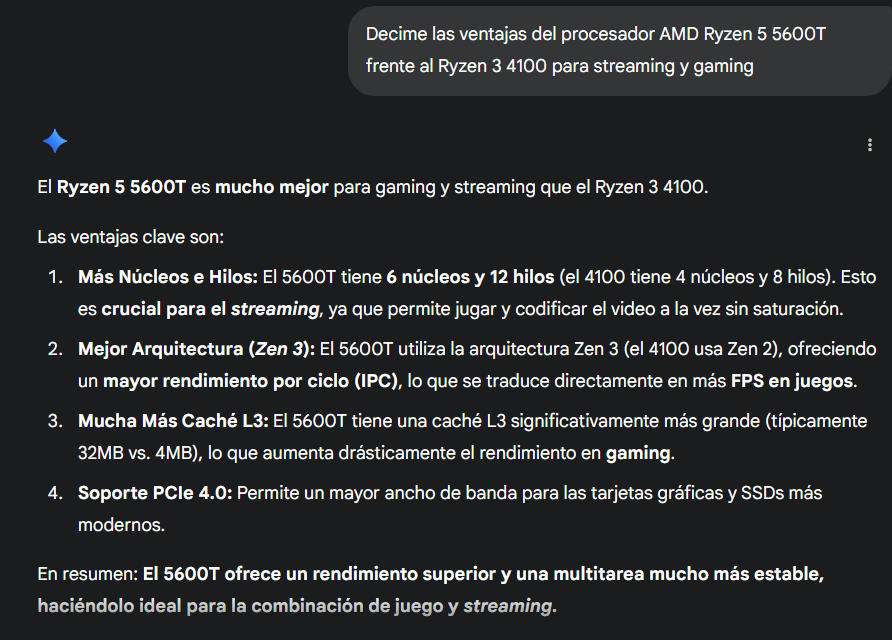 Decime las ventajas del procesador AMD Ryzen 5 5600T
frente al Ryzen 3 4100 para streaming y gaming
El Ryzen 5 5600T es mucho mejor para gaming y streaming que el Ryzen 3 4100.
Las ventajas clave son:
1. Más Núcleos e Hilos: El 5600T tiene 6 núcleos y 12 hilos (el 4100 tiene 4 núcleos y 8 hilos). Esto
es crucial para el streaming, ya que permite jugar y codificar el video a la vez sin saturación.
2. Mejor Arquitectura (Zen 3): El 5600T utiliza la arquitectura Zen 3 (el 4100 usa Zen 2), ofreciendo
un mayor rendimiento por ciclo (IPC), lo que se traduce directamente en más FPS en juegos.
3. Mucha Más Caché L3: El 5600T tiene una caché L3 significativamente más grande (típicamente
32MB vs. 4MB), lo que aumenta drásticamente el rendimiento en gaming.
4. Soporte PCIe 4.0: Permite un mayor ancho de banda para las tarjetas gráficas y SSDs más
modernos.
En resumen: El 5600T ofrece un rendimiento superior y una multitarea mucho más estable,
haciéndolo ideal para la combinación de juego y streaming.